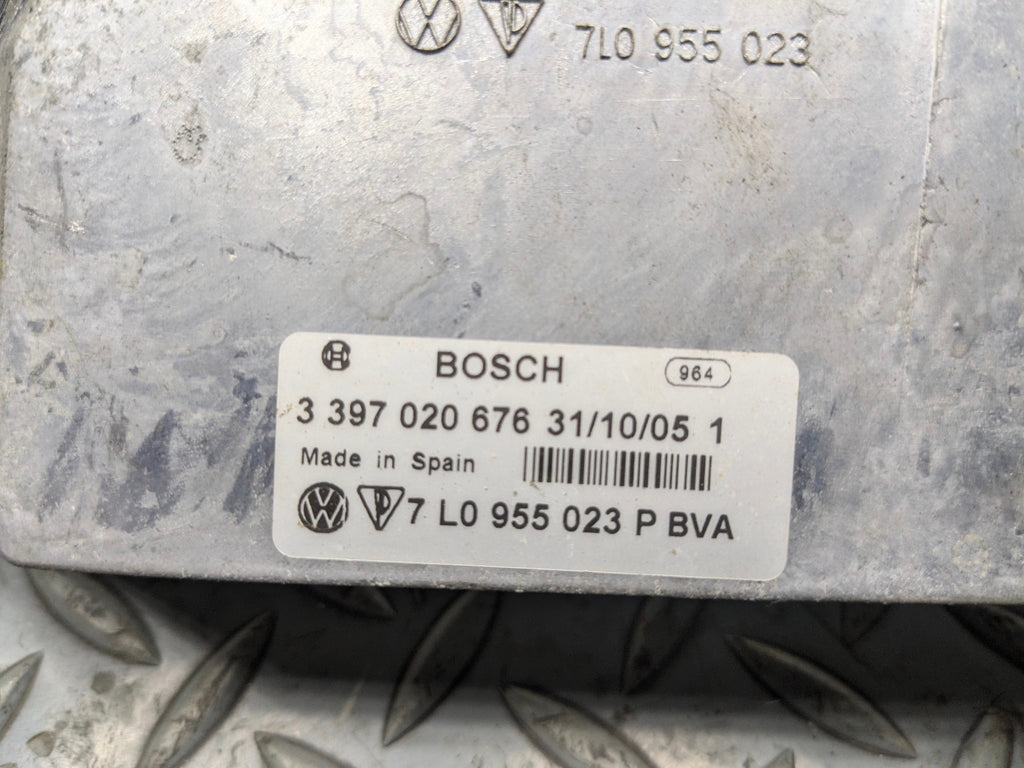 7L0 955 023
BOSCH
964
3 397 020 676 31/10/05 1
Made in Spain
7 L0 955 023 P BVA